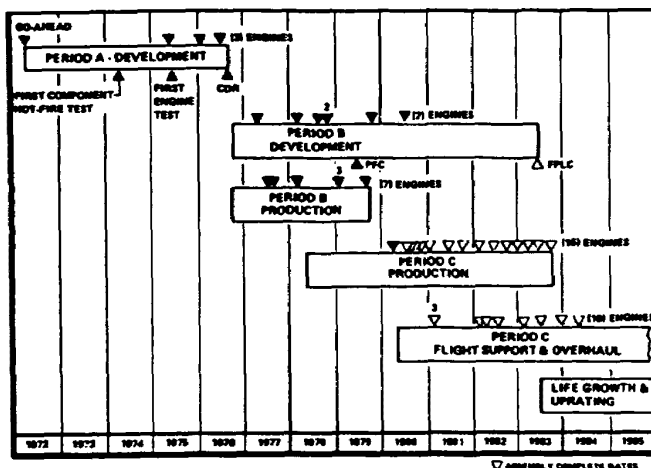 GO-AHEAD
(3) ENGINES
PERIOD A - DEVELOPMENT
FIRST COMPONENT
HOT-FIRE TEST
FIRST
ENGINE
TEST
CDR
2
(7) ENGINES
PERIOD B
DEVELOPMENT
PFC
FPLC
3
(7) ENGINES
PERIOD B
PRODUCTION
(15) ENGINES
PERIOD C
PRODUCTION
3
(10) ENGINES
PERIOD C
FLIGHT SUPPORT & OVERHAUL
LIFE GROWTH &
UPRATING
1972 1973 1974 1975 1976 1977 1978 1979 1980 1981 1982 1983 1984 1985
ASSEMBLY COMPLETE DATES